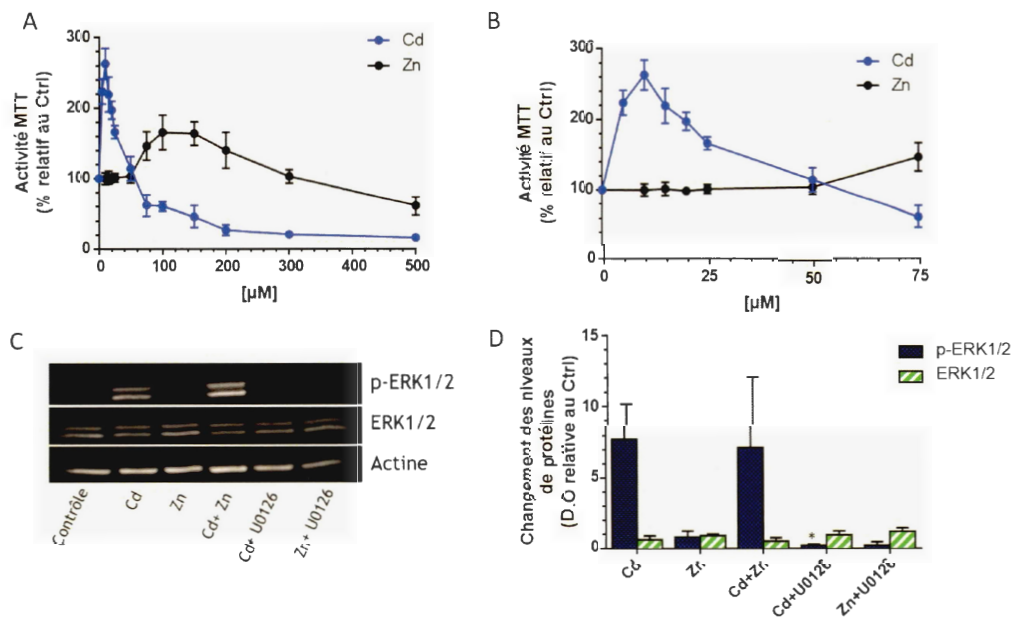 A
Activité MTT
(% relatif au Ctrl)
300
200
100
0
0 100 200 300 400 500
[µM]
Cd
Zn
B
Activité MTT
(% relatif au Ctrl)
300
200
100
0
0 25 50 75
[µM]
Cd
Zn
C
p-ERK1/2
ERK1/2
Actine
Contrôle
Cd
Zn
Cd+ Zn
Cd+ U0126
Zn+ U0126
D
Changement des niveaux
de protéines
(D.O relative au Ctrl)
15
10
5
0
p-ERK1/2
ERK1/2
*
Cd
Zn
Cd+Zn
Cd+U0126
Zn+U0126